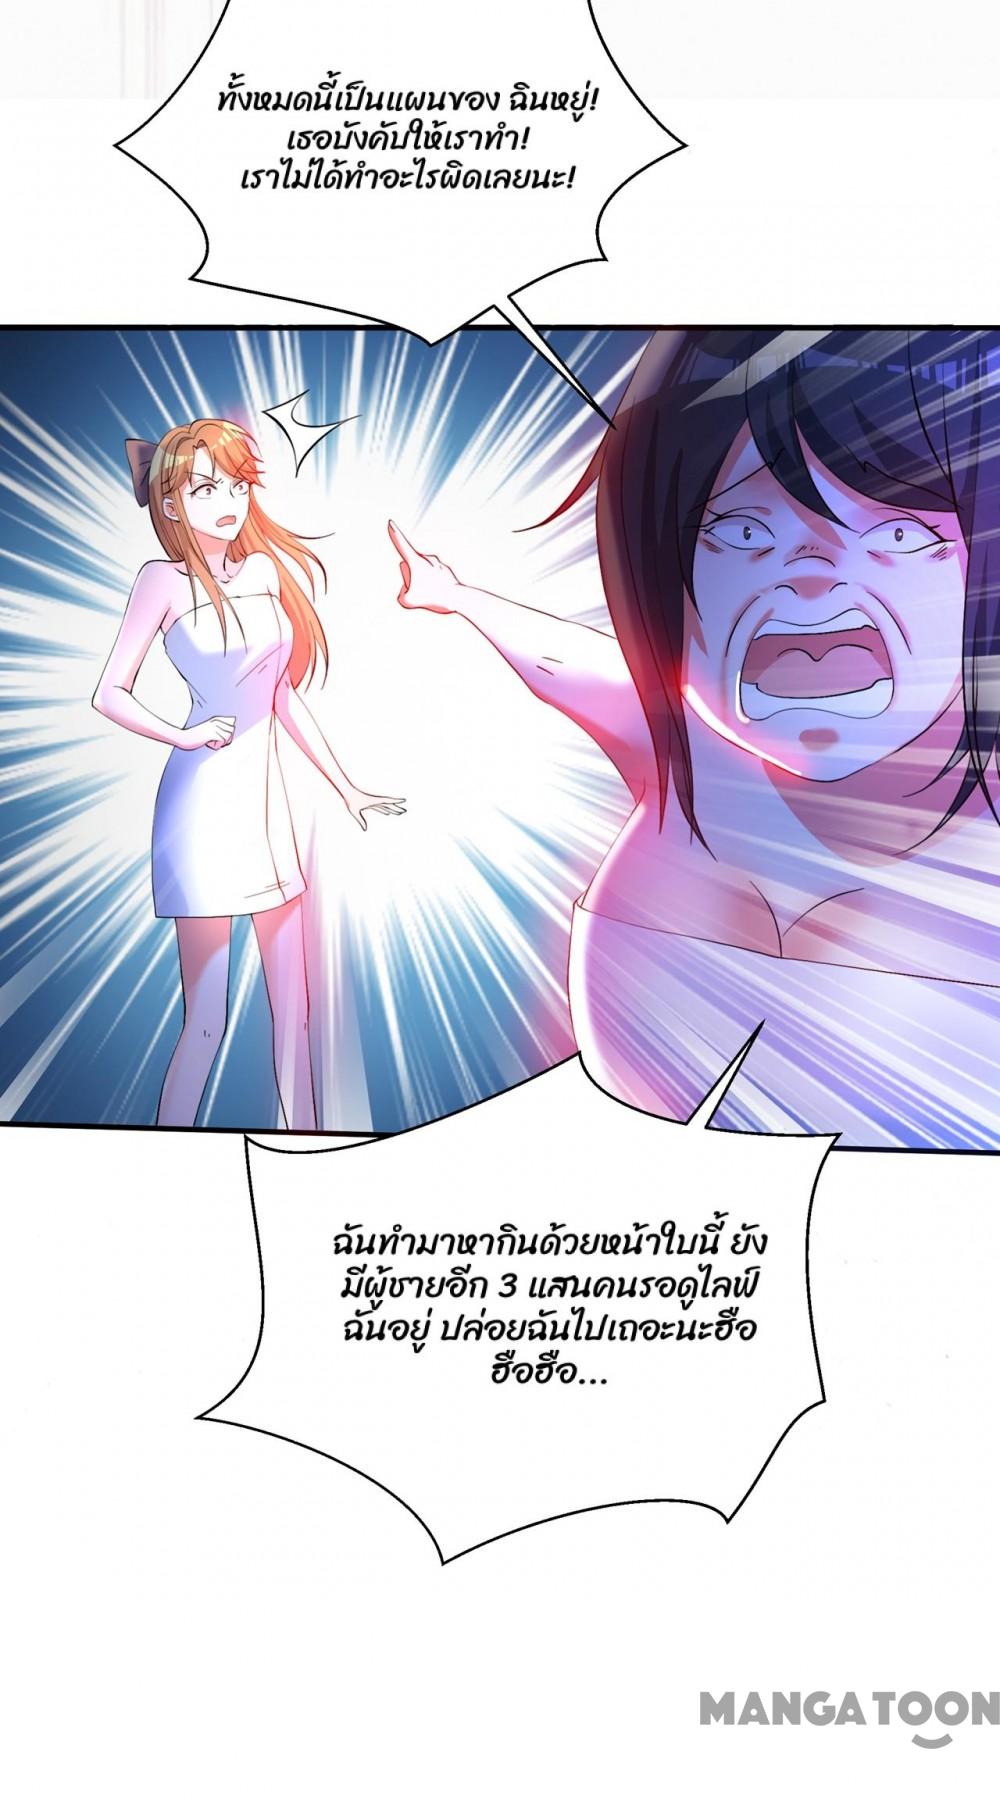 ทั้งหมดนี้เป็นแผนของ ฉินหยู่!
เธอบังคับให้เราทำ!
เราไม่ได้ทำอะไรผิดเลยนะ!
ฉันทำมาหากินด้วยหน้าใบนี้ ยัง
มีผู้ชายอีก 3 แสนคนรอดูไลฟ์
ฉันอยู่ ปล่อยฉันไปเถอะนะฮือ
ฮือฮือ...
MANGATOON